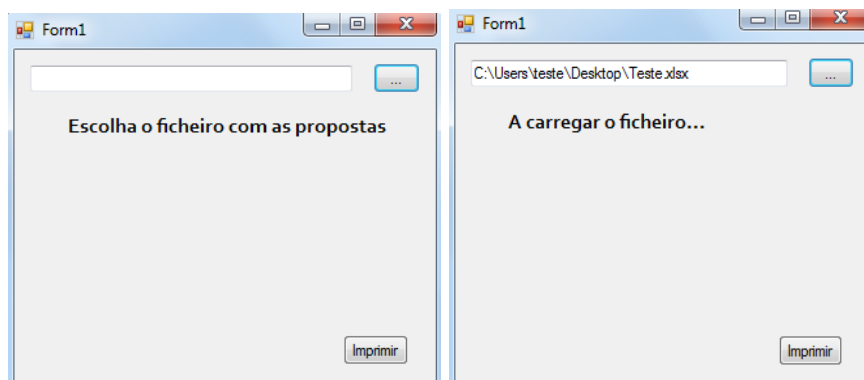 Form1
...
Escolha o ficheiro com as propostas
Imprimir
Form1
C:\Users\teste\Desktop\Teste.xlsx
...
A carregar o ficheiro...
Imprimir